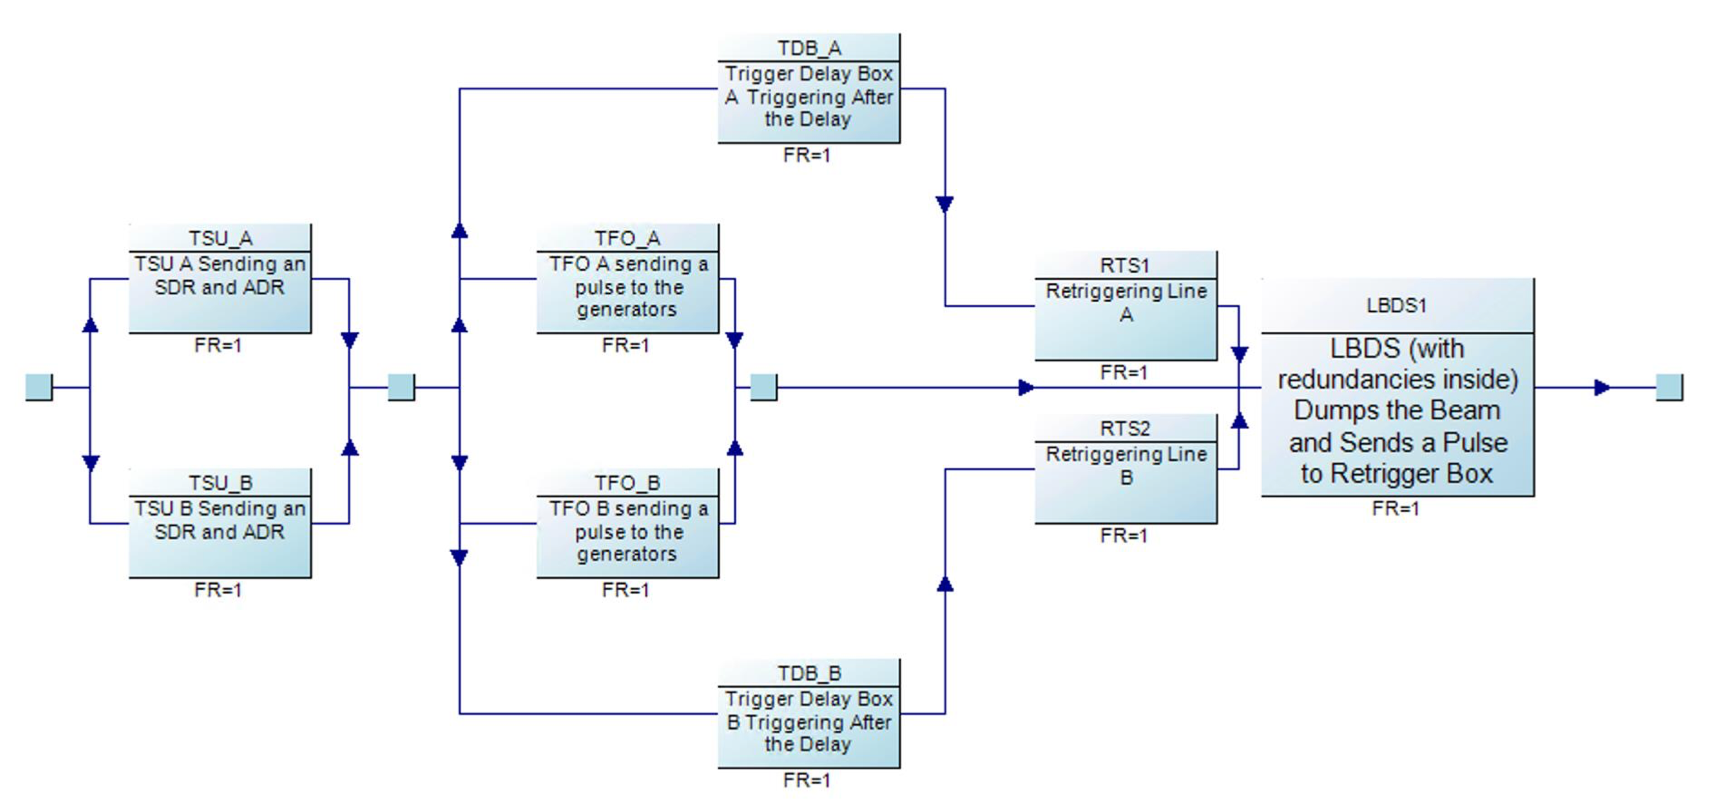 TDB_A
Trigger Delay Box
A Triggering After
the Delay
FR=1
TSU_A
TSU A Sending an
SDR and ADR
FR=1
TFO_A
TFO A sending a
pulse to the
generators
FR=1
RTS1
Retriggering Line
A
FR=1
LBDS1
LBDS (with
redundancies inside)
Dumps the Beam
and Sends a Pulse
to Retrigger Box
FR=1
RTS2
Retriggering Line
B
FR=1
TSU_B
TSU B Sending an
SDR and ADR
FR=1
TFO_B
TFO B sending a
pulse to the
generators
FR=1
TDB_B
Trigger Delay Box
B Triggering After
the Delay
FR=1